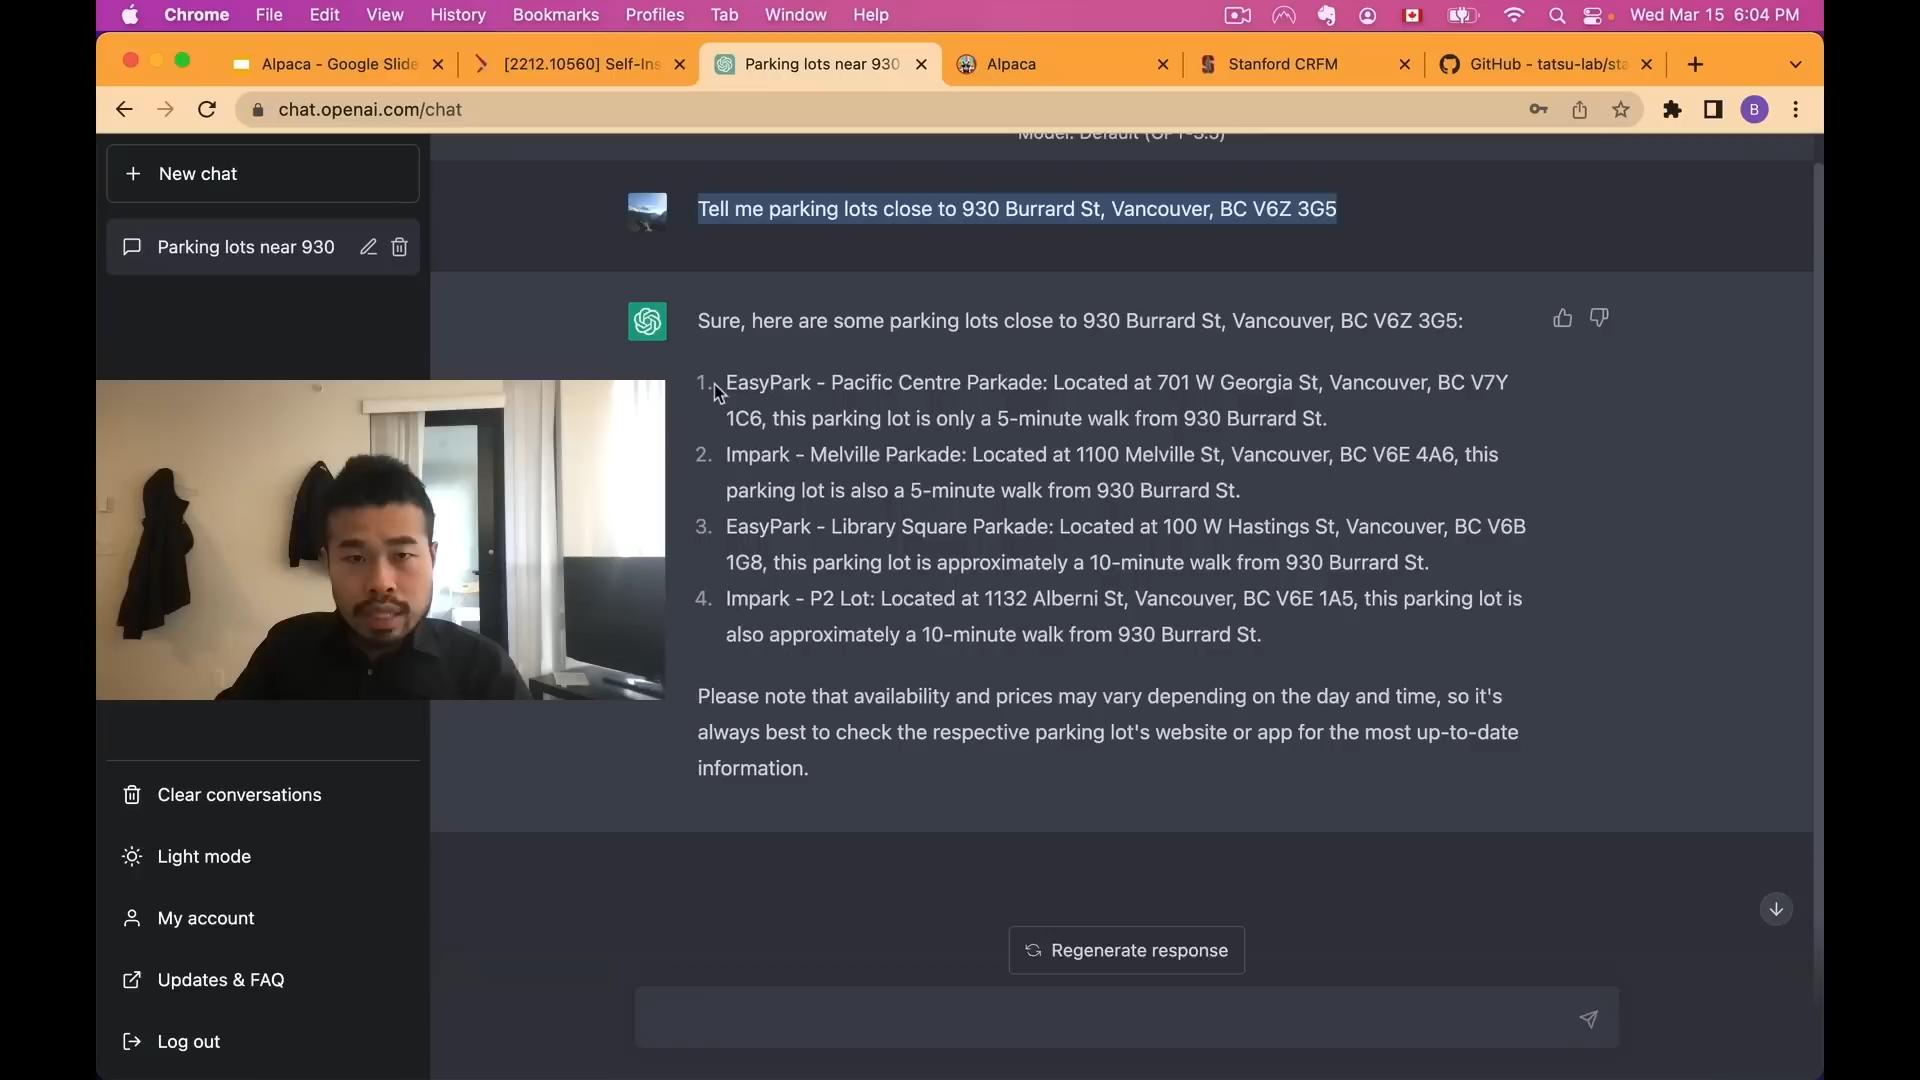 Chrome File Edit View History Bookmarks Profiles Tab Window Help Wed Mar 15 6:04 PM
Alpaca - Google Slide [2212.10560] Self-Ins Parking lots near 930 Alpaca Stanford CRFM GitHub - tatsu-lab/sta
chat.openai.com/chat B
Model: Default (GPT-3.5)
New chat
Parking lots near 930
Tell me parking lots close to 930 Burrard St, Vancouver, BC V6Z 3G5
Sure, here are some parking lots close to 930 Burrard St, Vancouver, BC V6Z 3G5:
1. EasyPark - Pacific Centre Parkade: Located at 701 W Georgia St, Vancouver, BC V7Y
1C6, this parking lot is only a 5-minute walk from 930 Burrard St.
2. Impark - Melville Parkade: Located at 1100 Melville St, Vancouver, BC V6E 4A6, this
parking lot is also a 5-minute walk from 930 Burrard St.
3. EasyPark - Library Square Parkade: Located at 100 W Hastings St, Vancouver, BC V6B
1G8, this parking lot is approximately a 10-minute walk from 930 Burrard St.
4. Impark - P2 Lot: Located at 1132 Alberni St, Vancouver, BC V6E 1A5, this parking lot is
also approximately a 10-minute walk from 930 Burrard St.
Please note that availability and prices may vary depending on the day and time, so it's
always best to check the respective parking lot's website or app for the most up-to-date
information.
Clear conversations
Light mode
My account
Updates & FAQ
Log out
Regenerate response